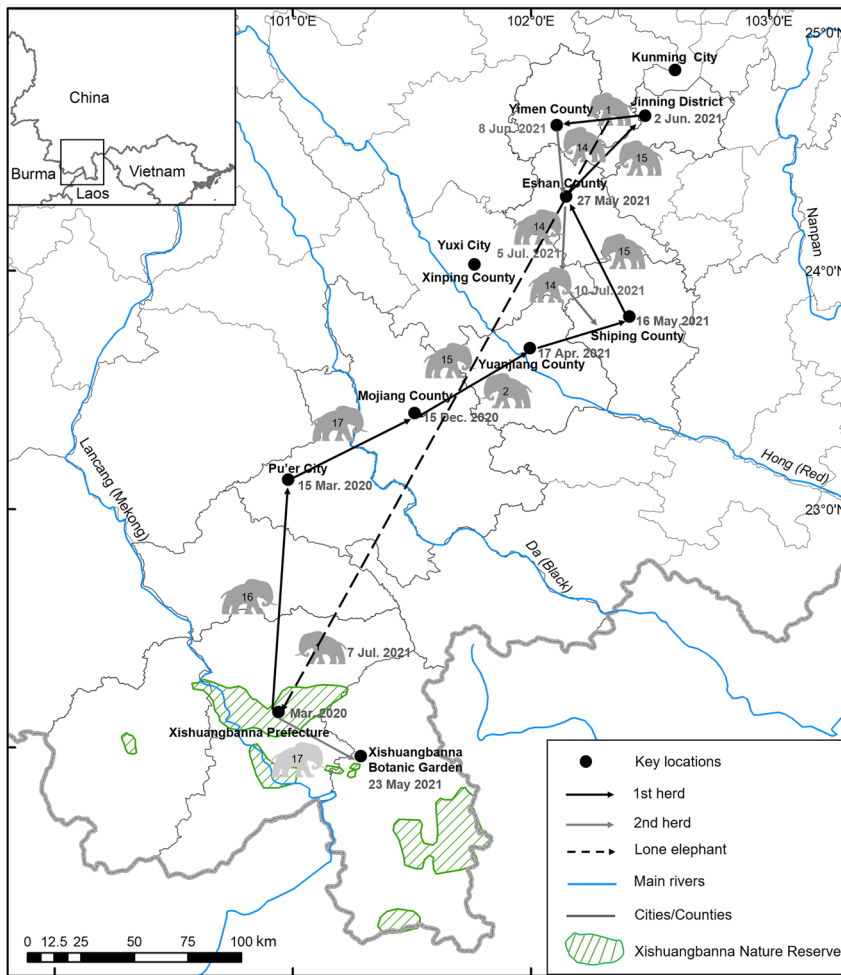 101°0'E
102°0'E
103°0'E
25°0'N
China
Burma
Vietnam
Laos
Kunming City
Yimen County
1
Jinning District
8 Jun. 2021
2 Jun. 2021
14
15
Eshan County
27 May 2021
Nanpan
14
5 Jul. 2021
Yuxi City
15
24°0'N
Xinping County
14
10 Jul. 2021
16 May 2021
Shiping County
15
17 Apr. 2021
Yuanjiang County
2
Mojiang County
15 Dec. 2020
17
Lancang (Mekong)
Hong (Red)
Pu'er City
15 Mar. 2020
23°0'N
Da (Black)
16
1
7 Jul. 2021
Mar. 2020
Xishuangbanna Prefecture
17
Xishuangbanna
Botanic Garden
23 May 2021
Key locations
1st herd
2nd herd
Lone elephant
Main rivers
Cities/Counties
Xishuangbanna Nature Reserve
0 12.5 25 50 75 100 km